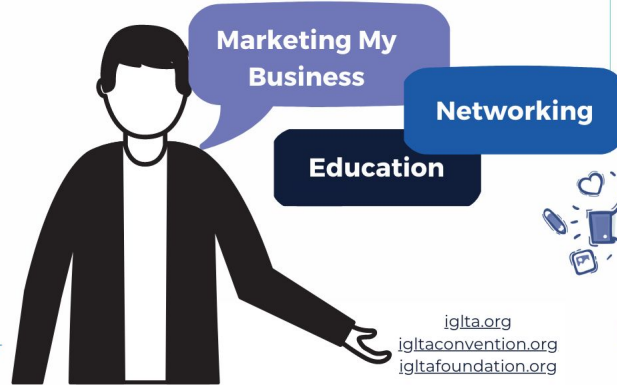 Marketing My
Business
Networking
Education
iglta.org
igltaconvention.org
igltafoundation.org